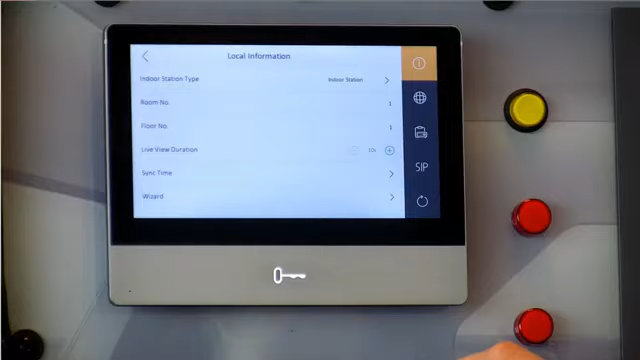 Local Information
Indoor Station Type Indoor Station
Room No. 1
Floor No. 1
Live View Duration 10s
Sync Time
Wizard
SIP